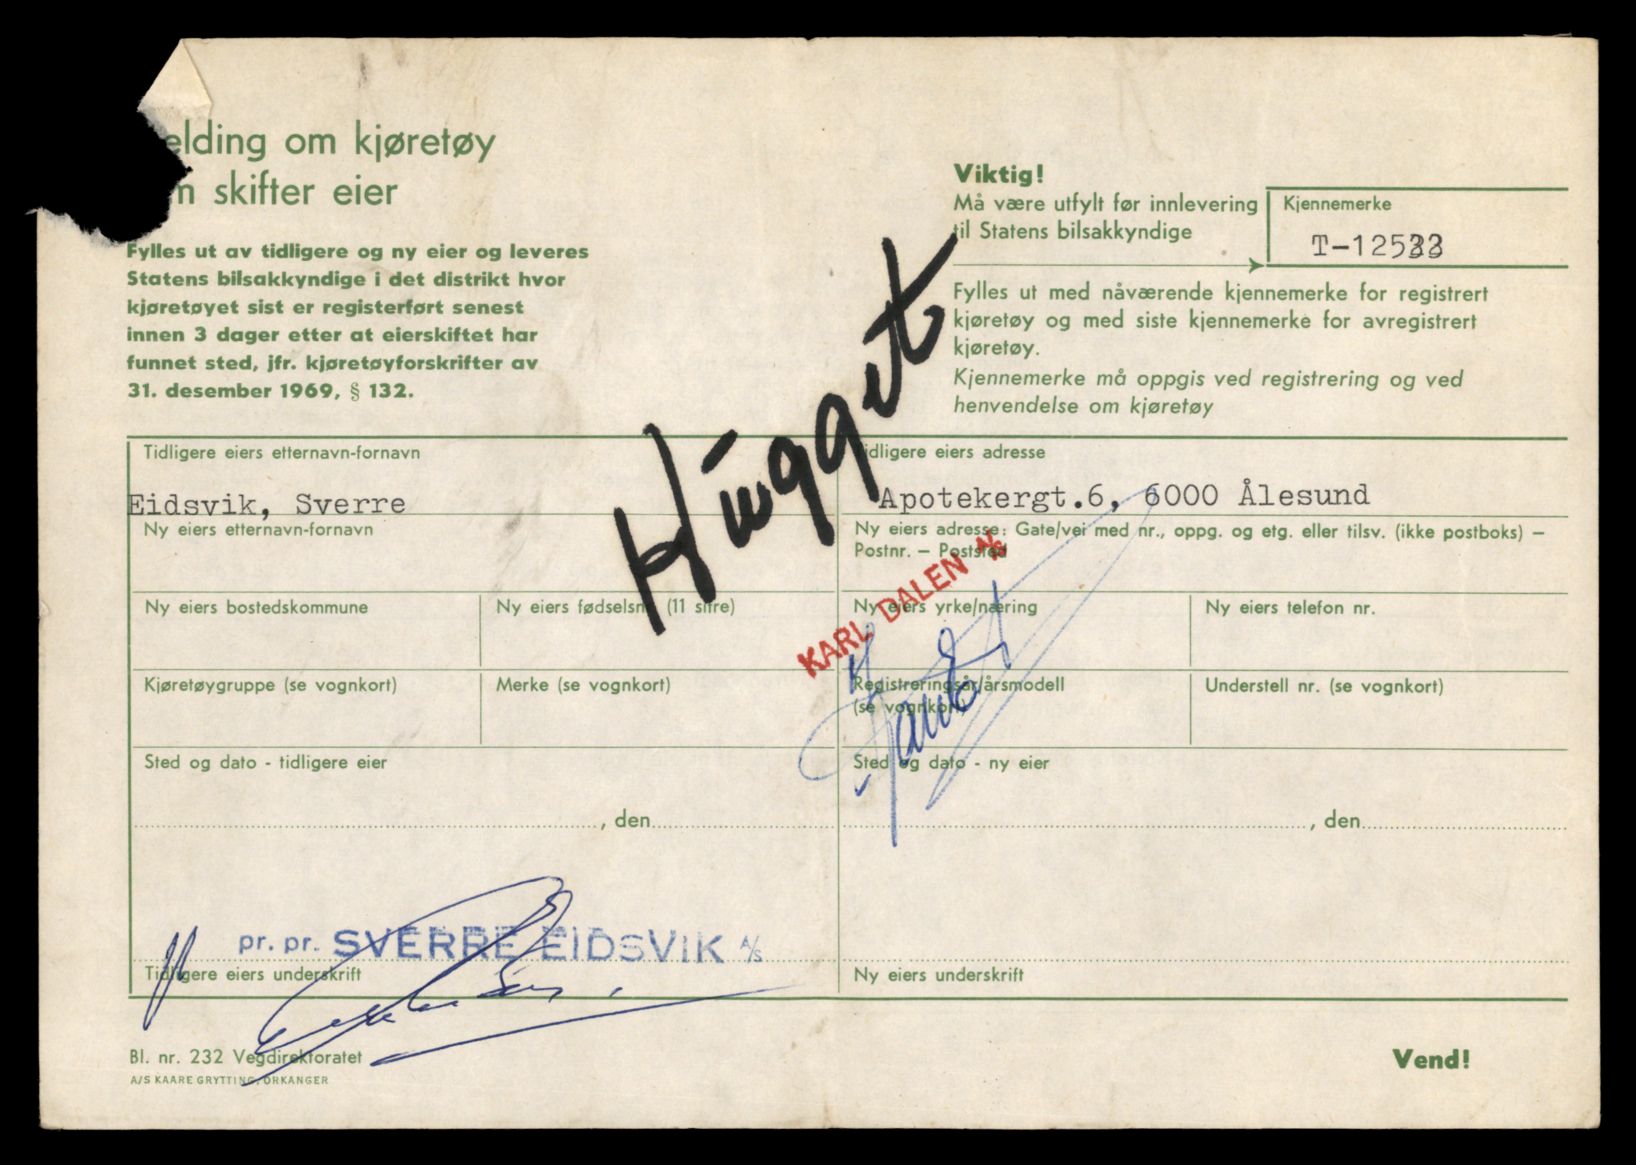 elding om kjøretøy
m skifter eier
Fylles ut av tidligere og ny eier og leveres
Statens bilsakkyndige i det distrikt hvor
kjøretøyet sist er registerført senest
innen 3 dager etter at eierskiftet har
funnet sted, jfr. kjøretøyforskrifter av
31. desember 1969, § 132.
Viktig!
Må være utfylt før innlevering
til Statens bilsakkyndige
Kjennemerke
T-12533
Fylles ut med nåværende kjennemerke for registrert
kjøretøy og med siste kjennemerke for avregistrert
kjøretøy.
Kjennemerke må oppgis ved registrering og ved
henvendelse om kjøretøy
Hugget
Tidligere eiers etternavn-fornavn
Eidsvik, Sverre
Tidligere eiers adresse
Apotekergt.6, 6000 Ålesund
Ny eiers etternavn-fornavn
Ny eiers adresse: Gate/vei med nr., oppg. og etg. eller tilsv. (ikke postboks) –
Postnr. – Poststed
KARL DALEN A/S
Ny eiers bostedskommune
Ny eiers fødselsnr. (11 sifre)
Ny eiers yrke/næring
Ny eiers telefon nr.
Kjøretøygruppe (se vognkort)
Merke (se vognkort)
Registreringsår/årsmodell
(se vognkort)
Understell nr. (se vognkort)
Sted og dato - tidligere eier
Sted og dato - ny eier
, den
, den
pr. pr. SVERRE EIDSVIK A/S
Tidligere eiers underskrift
Ny eiers underskrift
Bl. nr. 232 Vegdirektoratet
A/S KAARE GRYTTING, ORKANGER
Vend!